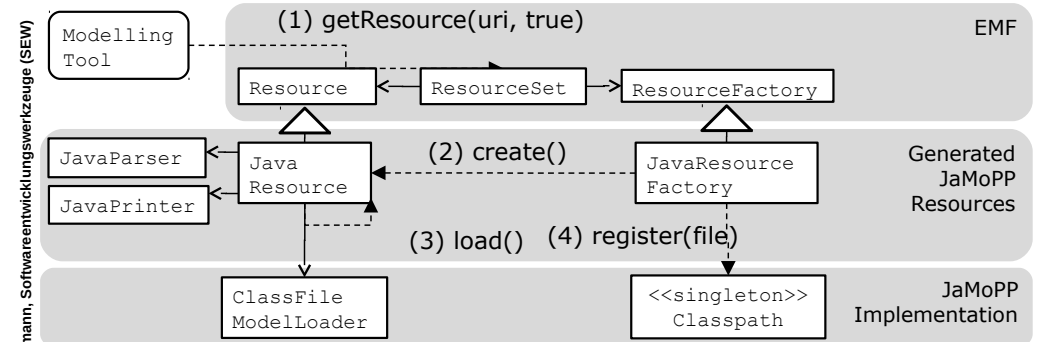 mann, Softwareentwicklungswerkzeuge (SEW)
(1) getResource(uri, true)
EMF
Modelling
Tool
Resource
ResourceSet
ResourceFactory
JavaParser
JavaPrinter
Java
Resource
(2) create()
JavaResource
Factory
Generated
JaMoPP
Resources
(3) load()
(4) register(file)
ClassFile
ModelLoader
<<singleton>>
Classpath
JaMoPP
Implementation